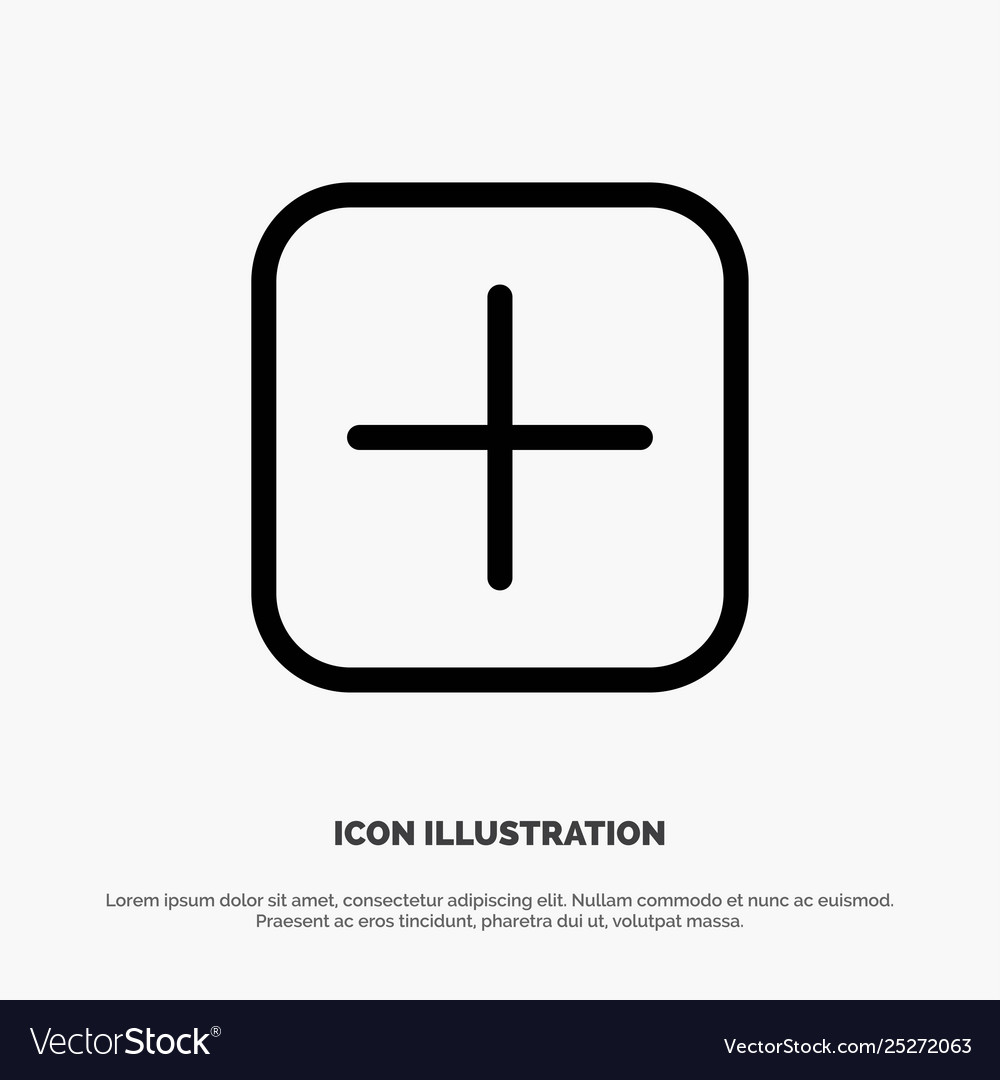 ICON ILLUSTRATION
Lorem ipsum dolor sit amet, consectetur adipiscing elit. Nullam commodo et nunc ac euismod.
Praesent ac eros tincidunt, pharetra dui ut, volutpat massa.
VectorStock®
VectorStock.com/25272063